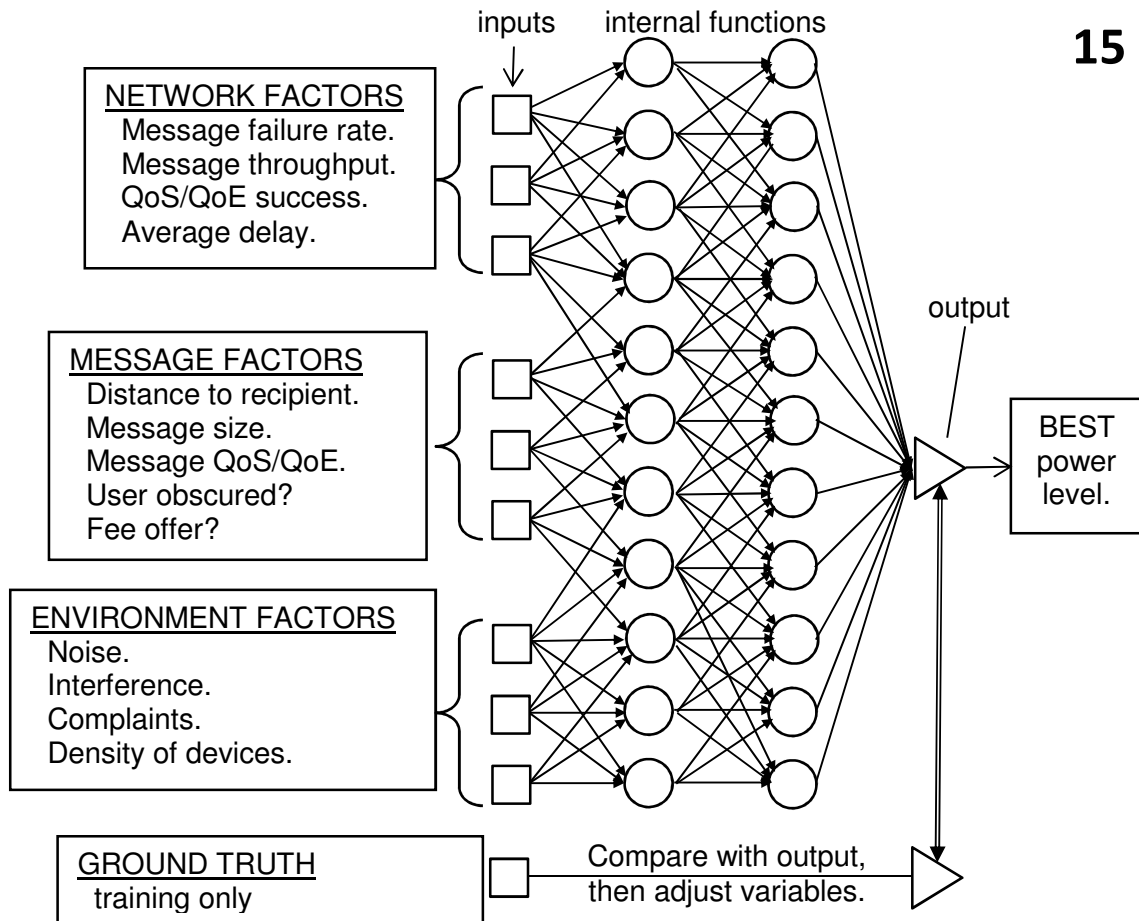 inputs
internal functions
15
NETWORK FACTORS
Message failure rate.
Message throughput.
QoS/QoE success.
Average delay.
output
MESSAGE FACTORS
Distance to recipient.
Message size.
Message QoS/QoE.
User obscured?
Fee offer?
BEST
power
level.
ENVIRONMENT FACTORS
Noise.
Interference.
Complaints.
Density of devices.
GROUND TRUTH
training only
Compare with output,
then adjust variables.